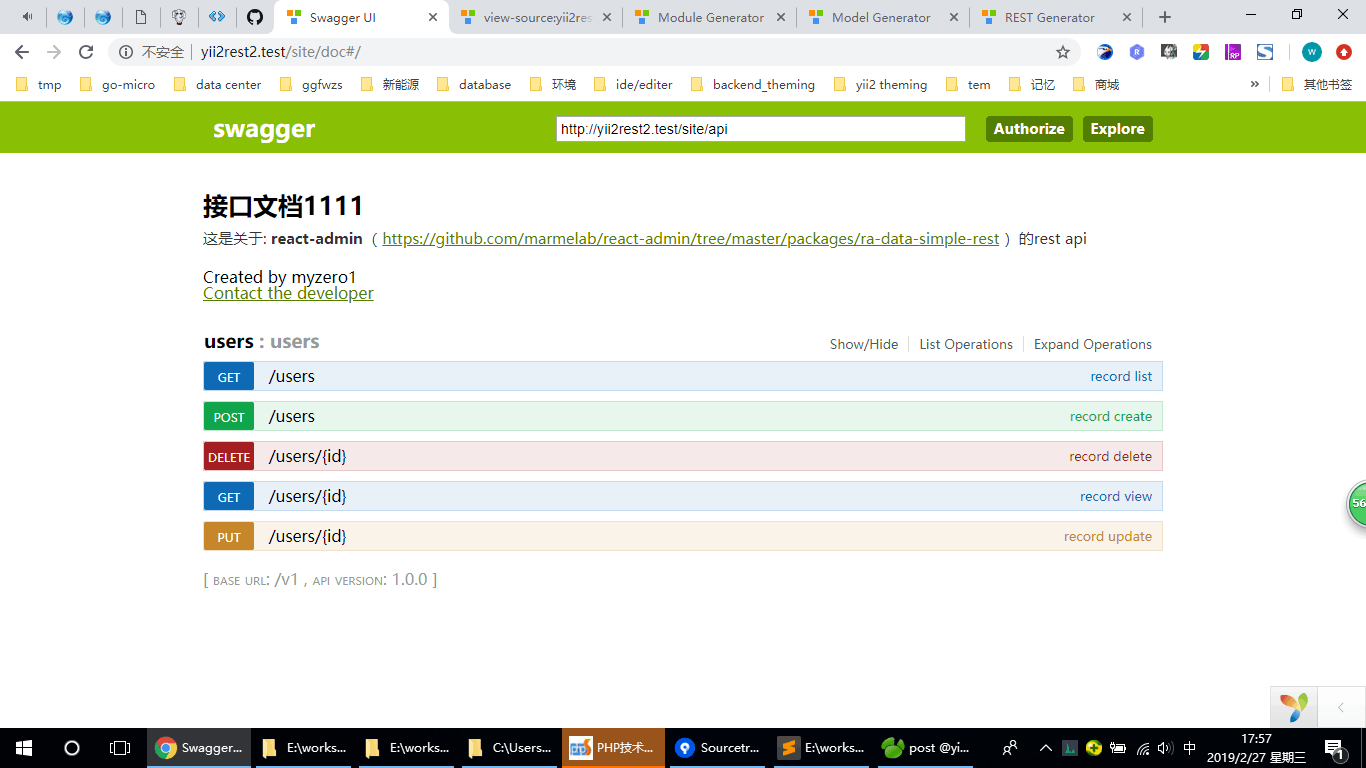 Swagger UI
view-source:yii2res
Module Generator
Model Generator
REST Generator
不安全 yii2rest2.test/site/doc#/
W
tmp go-micro data center ggfwzs 新能源 database 环境 ide/editer backend_theming yii2 theming tem 记忆 商城 » 其他书签
swagger http://yii2rest2.test/site/api Authorize Explore
接口文档1111
这是关于: react-admin （ https://github.com/marmelab/react-admin/tree/master/packages/ra-data-simple-rest ）的rest api
Created by myzero1
Contact the developer
users : users Show/Hide List Operations Expand Operations
GET /users record list
POST /users record create
DELETE /users/{id} record delete
GET /users/{id} record view
PUT /users/{id} record update
[ BASE URL: /v1 , API VERSION: 1.0.0 ]
56
Swagger... E:\works... E:\works... C:\Users... PHP技术... Sourcetr... E:\works... post @yi... 中
17:57
2019/2/27 星期三
1